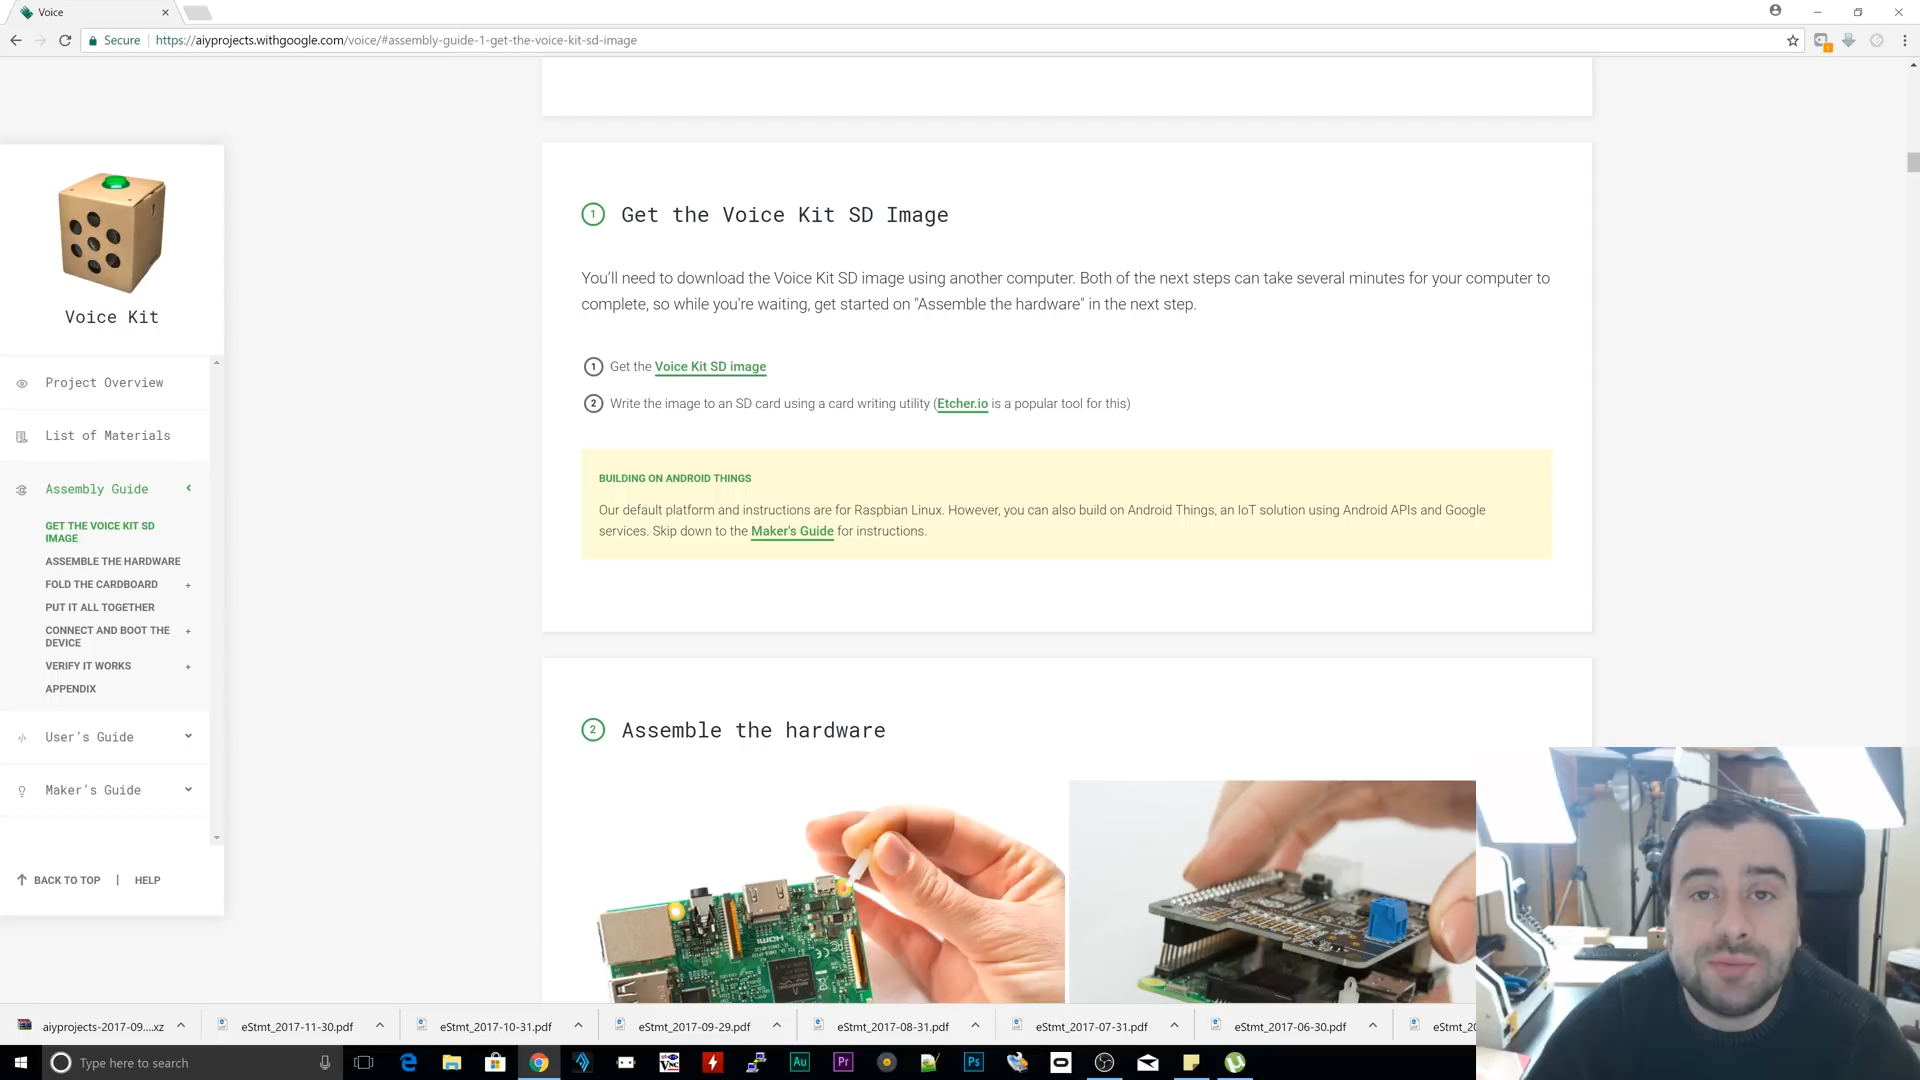 Voice
Secure
https://aiyprojects.withgoogle.com/voice/#assembly-guide-1-get-the-voice-kit-sd-image
Voice Kit
Project Overview
List of Materials
Assembly Guide
GET THE VOICE KIT SD
IMAGE
ASSEMBLE THE HARDWARE
FOLD THE CARDBOARD +
PUT IT ALL TOGETHER
CONNECT AND BOOT THE +
DEVICE
VERIFY IT WORKS +
APPENDIX
User's Guide
Maker's Guide
BACK TO TOP | HELP
1 Get the Voice Kit SD Image
You'll need to download the Voice Kit SD image using another computer. Both of the next steps can take several minutes for your computer to
complete, so while you're waiting, get started on "Assemble the hardware" in the next step.
1 Get the Voice Kit SD image
2 Write the image to an SD card using a card writing utility (Etcher.io is a popular tool for this)
BUILDING ON ANDROID THINGS
Our default platform and instructions are for Raspbian Linux. However, you can also build on Android Things, an IoT solution using Android APIs and Google
services. Skip down to the Maker's Guide for instructions.
2 Assemble the hardware
HDMI
aiyprojects-2017-09....xz
eStmt_2017-11-30.pdf
eStmt_2017-10-31.pdf
eStmt_2017-09-29.pdf
eStmt_2017-08-31.pdf
eStmt_2017-07-31.pdf
eStmt_2017-06-30.pdf
eStmt_20
Type here to search
VNC
Au
Pr
Ps